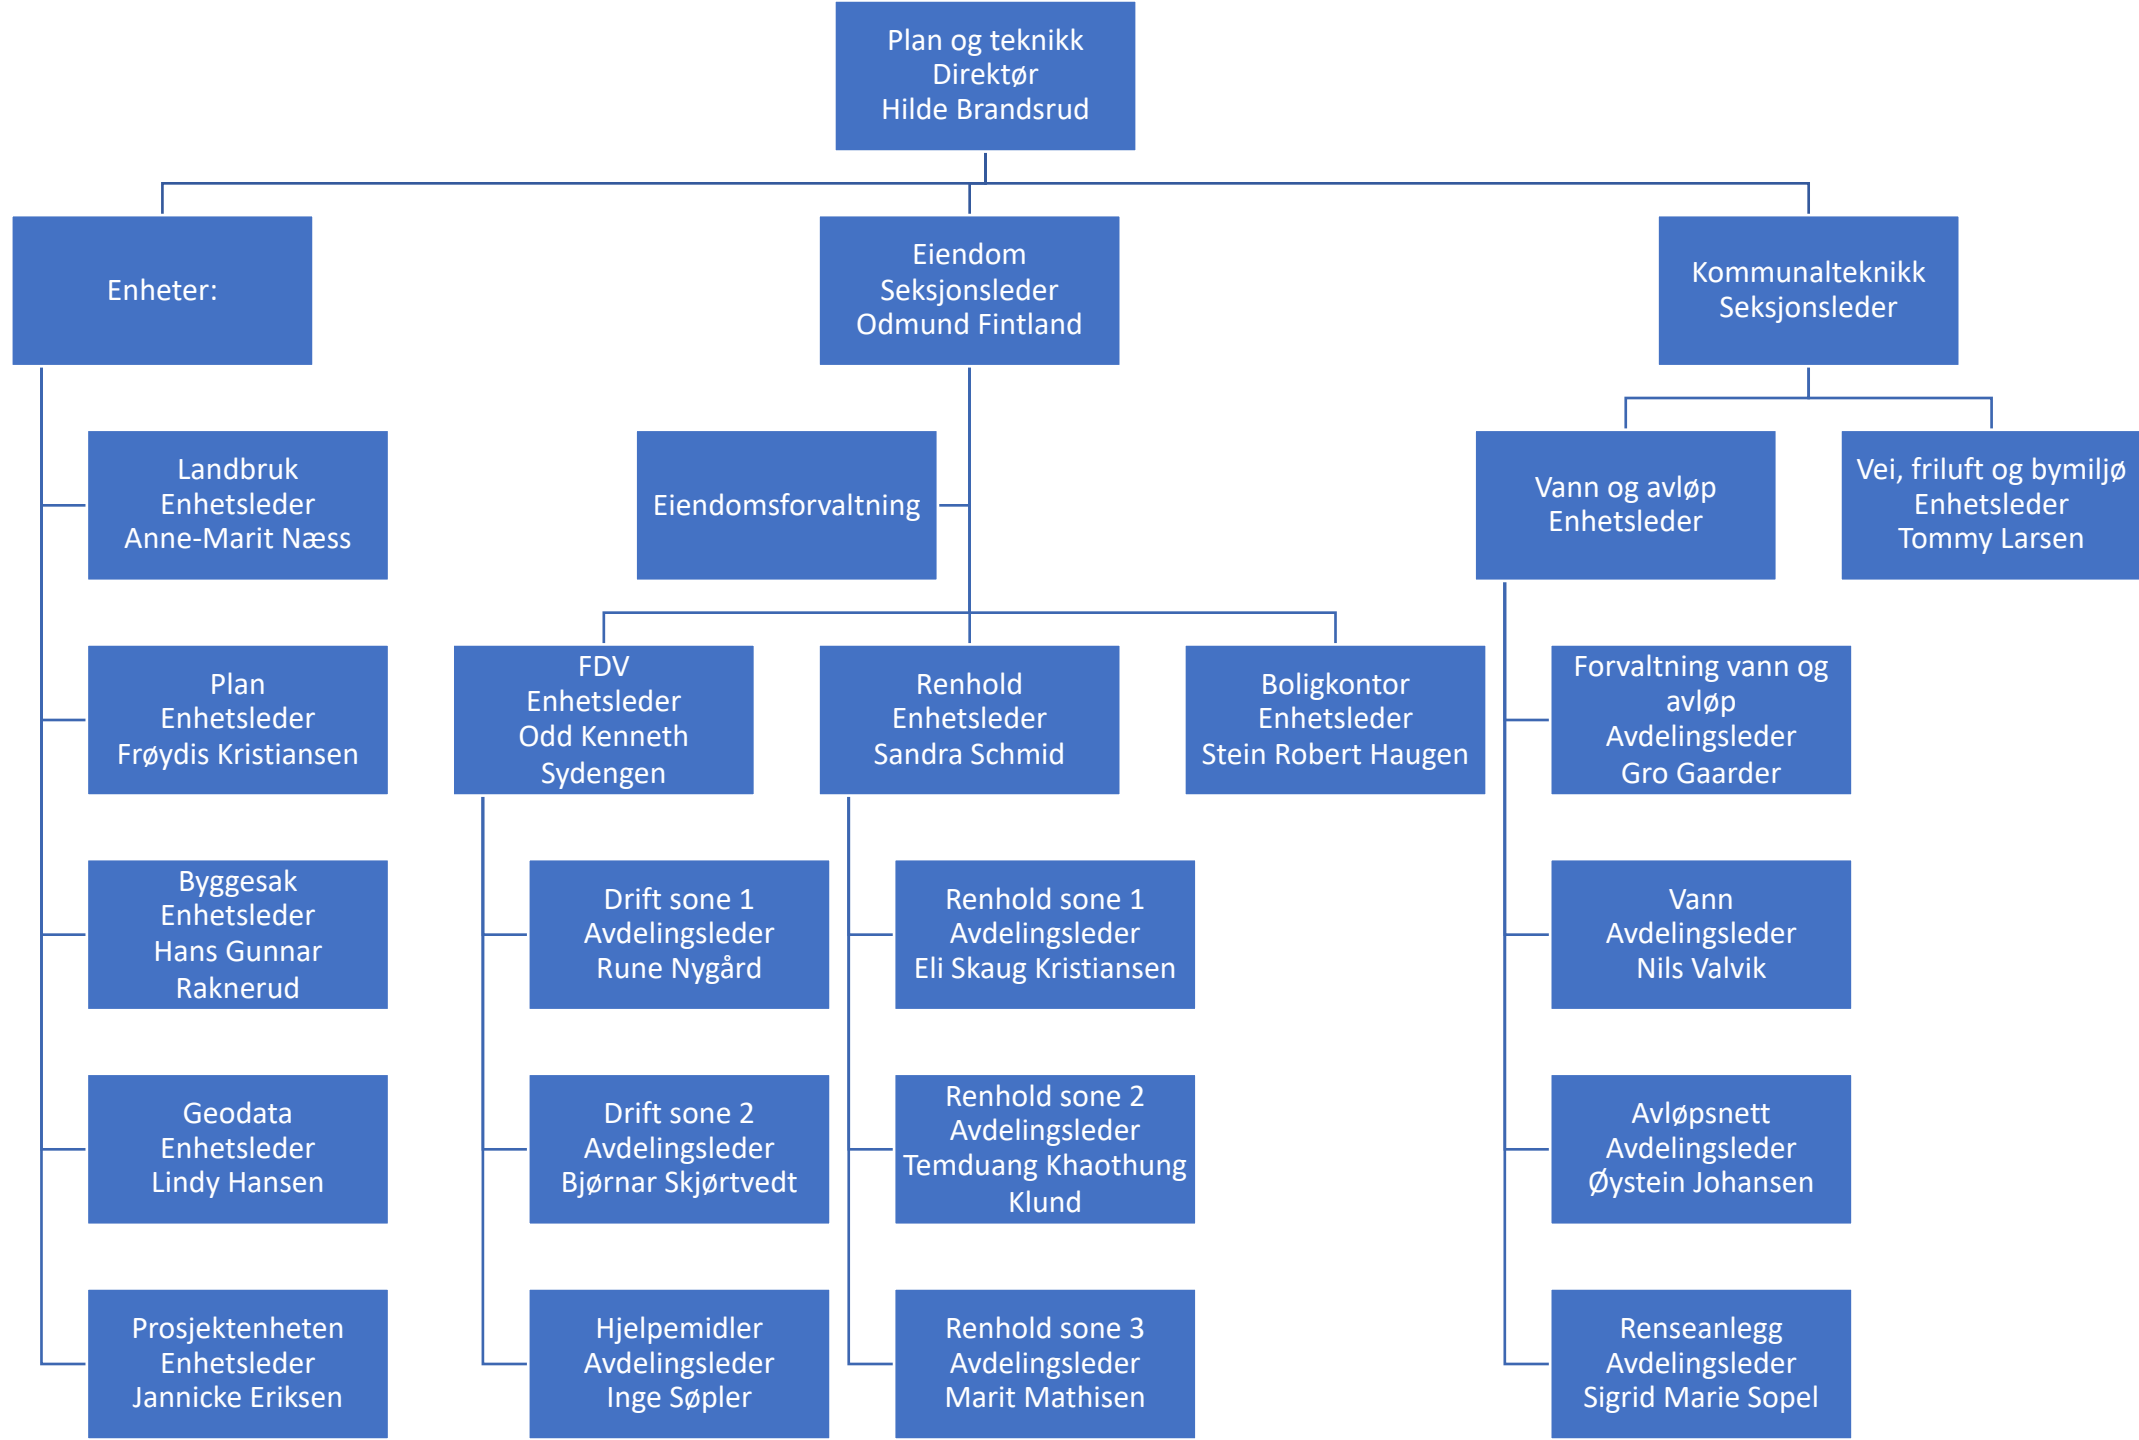 Plan og teknikk
Direktør
Hilde Brandsrud
Enheter:
Eiendom
Seksjonsleder
Odmund Fintland
Kommunalteknikk
Seksjonsleder
Landbruk
Enhetsleder
Anne-Marit Næss
Eiendomsforvaltning
Vann og avløp
Enhetsleder
Vei, friluft og bymiljø
Enhetsleder
Tommy Larsen
Plan
Enhetsleder
Frøydis Kristiansen
FDV
Enhetsleder
Odd Kenneth
Sydengen
Renhold
Enhetsleder
Sandra Schmid
Boligkontor
Enhetsleder
Stein Robert Haugen
Forvaltning vann og
avløp
Avdelingsleder
Gro Gaarder
Byggesak
Enhetsleder
Hans Gunnar
Raknerud
Drift sone 1
Avdelingsleder
Rune Nygård
Renhold sone 1
Avdelingsleder
Eli Skaug Kristiansen
Vann
Avdelingsleder
Nils Valvik
Geodata
Enhetsleder
Lindy Hansen
Drift sone 2
Avdelingsleder
Bjørnar Skjørtvedt
Renhold sone 2
Avdelingsleder
Temduang Khaothung
Klund
Avløpsnett
Avdelingsleder
Øystein Johansen
Prosjektenheten
Enhetsleder
Jannicke Eriksen
Hjelpemidler
Avdelingsleder
Inge Søpler
Renhold sone 3
Avdelingsleder
Marit Mathisen
Renseanlegg
Avdelingsleder
Sigrid Marie Sopel